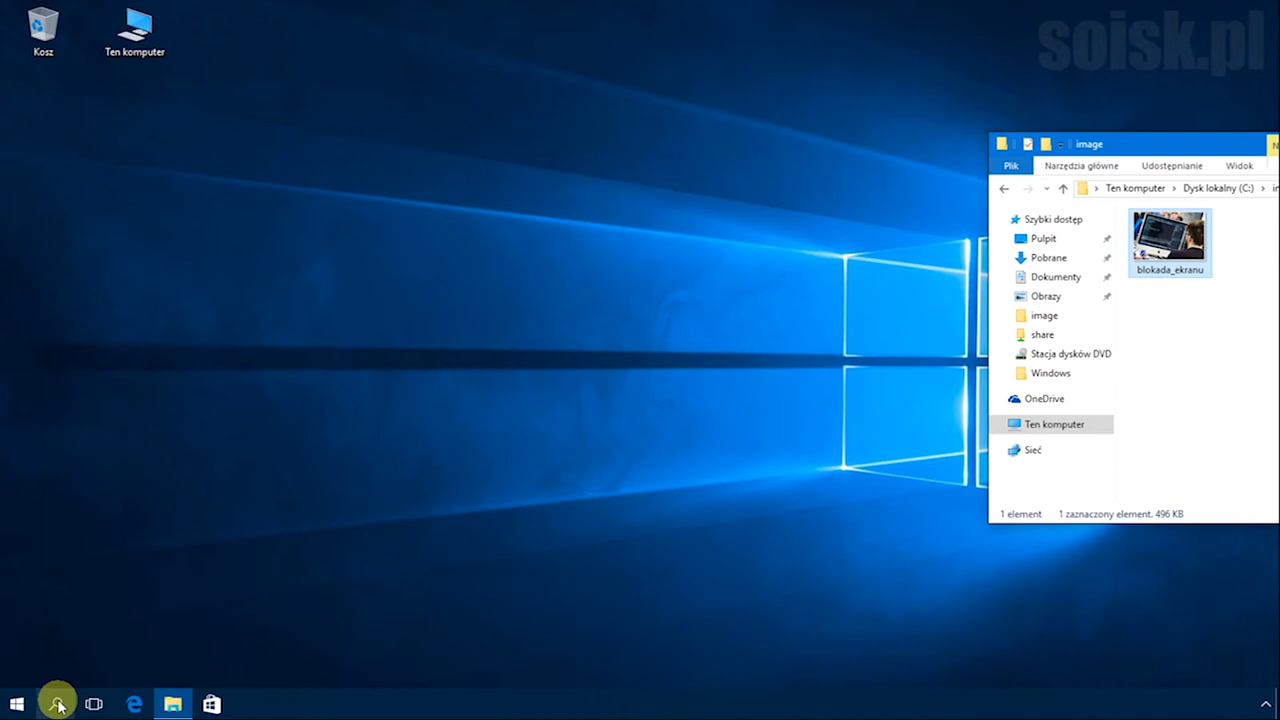 Kosz
Ten komputer
soisk.pl
image
Plik
Narzędzia główne
Udostępnianie
Widok
Ten komputer
Dysk lokalny (C:)
Szybki dostęp
Pulpit
Pobrane
Dokumenty
Obrazy
image
share
Stacja dysków DVD
Windows
OneDrive
Ten komputer
Sieć
blokada_ekranu
1 element
1 zaznaczony element. 496 KB